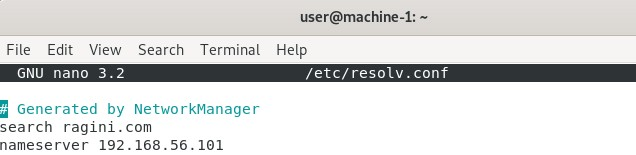 user@machine-1: ~
File Edit View Search Terminal Help
GNU nano 3.2 /etc/resolv.conf
# Generated by NetworkManager
search ragini.com
nameserver 192.168.56.101